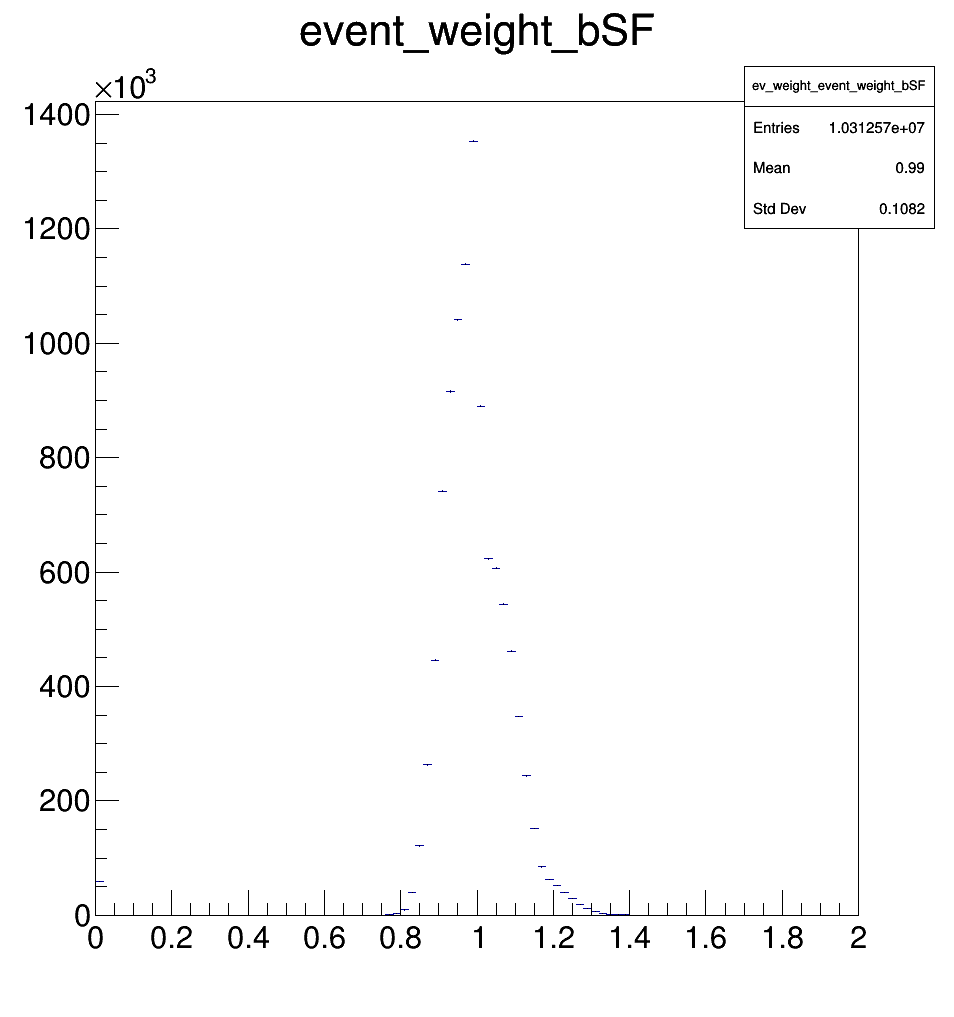 event_weight_bSF
×10³
ev_weight_event_weight_bSF
Entries 1.031257e+07
Mean 0.99
Std Dev 0.1082
1400
1200
1000
800
600
400
200
0
0 0.2 0.4 0.6 0.8 1 1.2 1.4 1.6 1.8 2